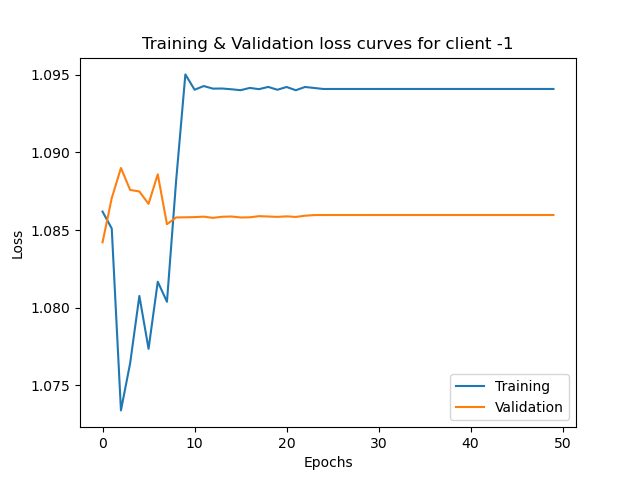 Training & Validation loss curves for client -1
1.095
1.090
1.085
1.080
1.075
Loss
0 10 20 30 40 50
Epochs
Training
Validation